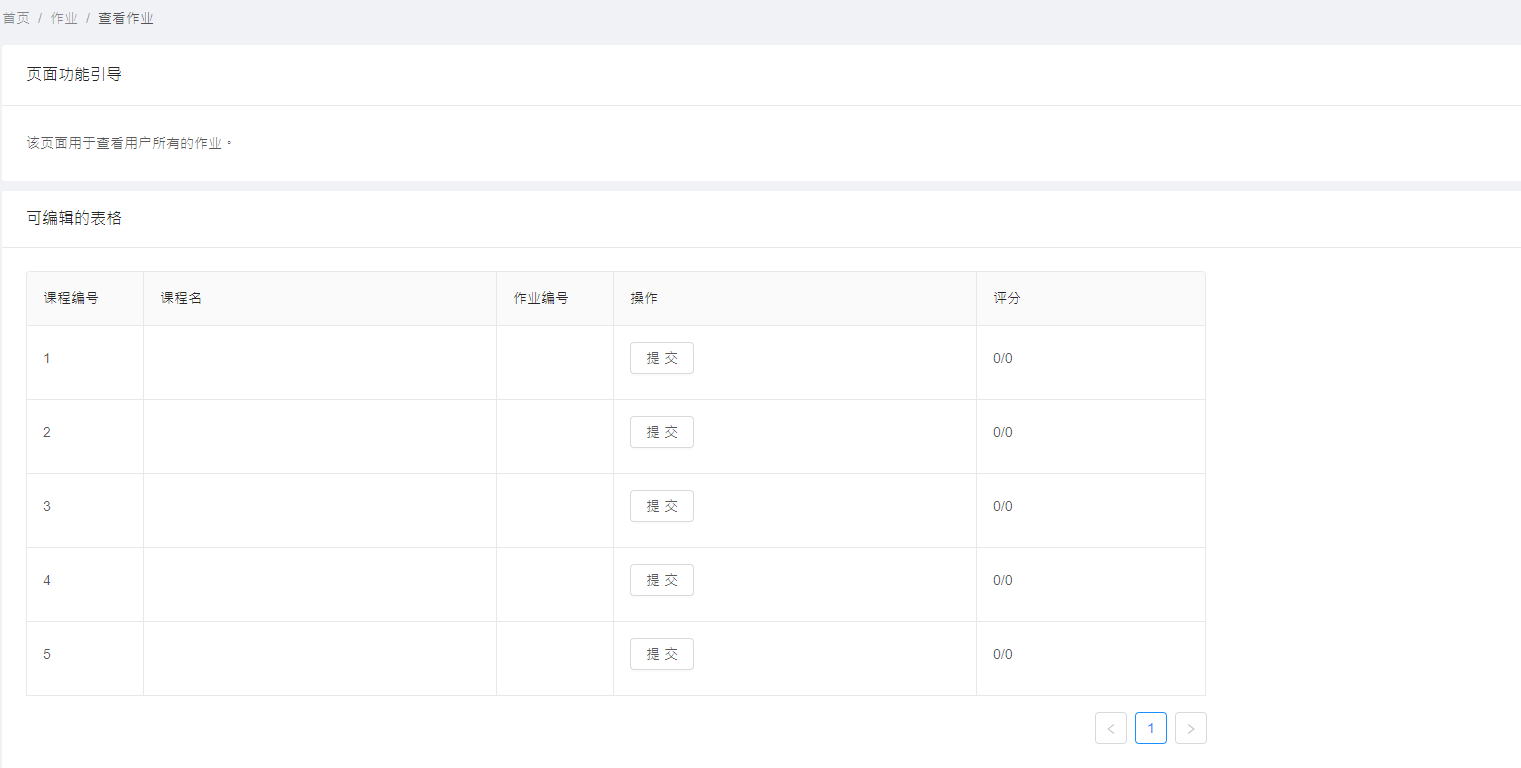 首页 / 作业 / 查看作业
页面功能引导
该页面用于查看用户所有的作业。
可编辑的表格
课程编号 课程名 作业编号 操作 评分
1 提 交 0/0
2 提 交 0/0
3 提 交 0/0
4 提 交 0/0
5 提 交 0/0
< 1 >